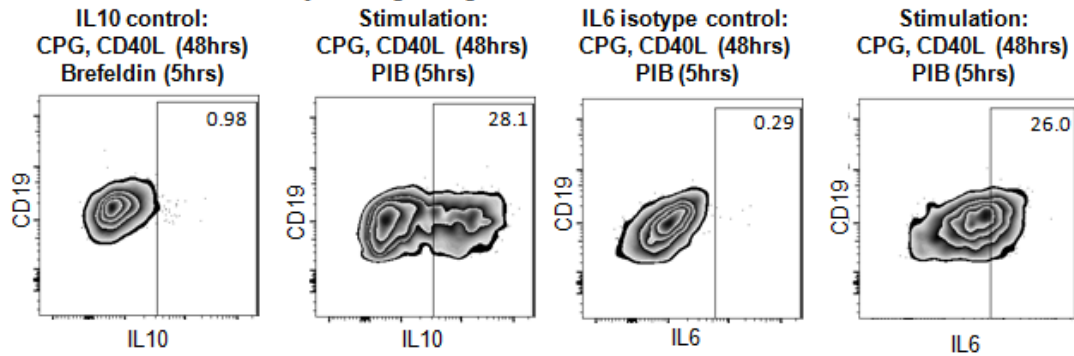 IL10 control:
CPG, CD40L (48hrs)
Brefeldin (5hrs)
Stimulation:
CPG, CD40L (48hrs)
PIB (5hrs)
IL6 isotype control:
CPG, CD40L (48hrs)
PIB (5hrs)
Stimulation:
CPG, CD40L (48hrs)
PIB (5hrs)
CD19
0.98
IL10
CD19
28.1
IL10
CD19
0.29
IL6
CD19
26.0
IL6